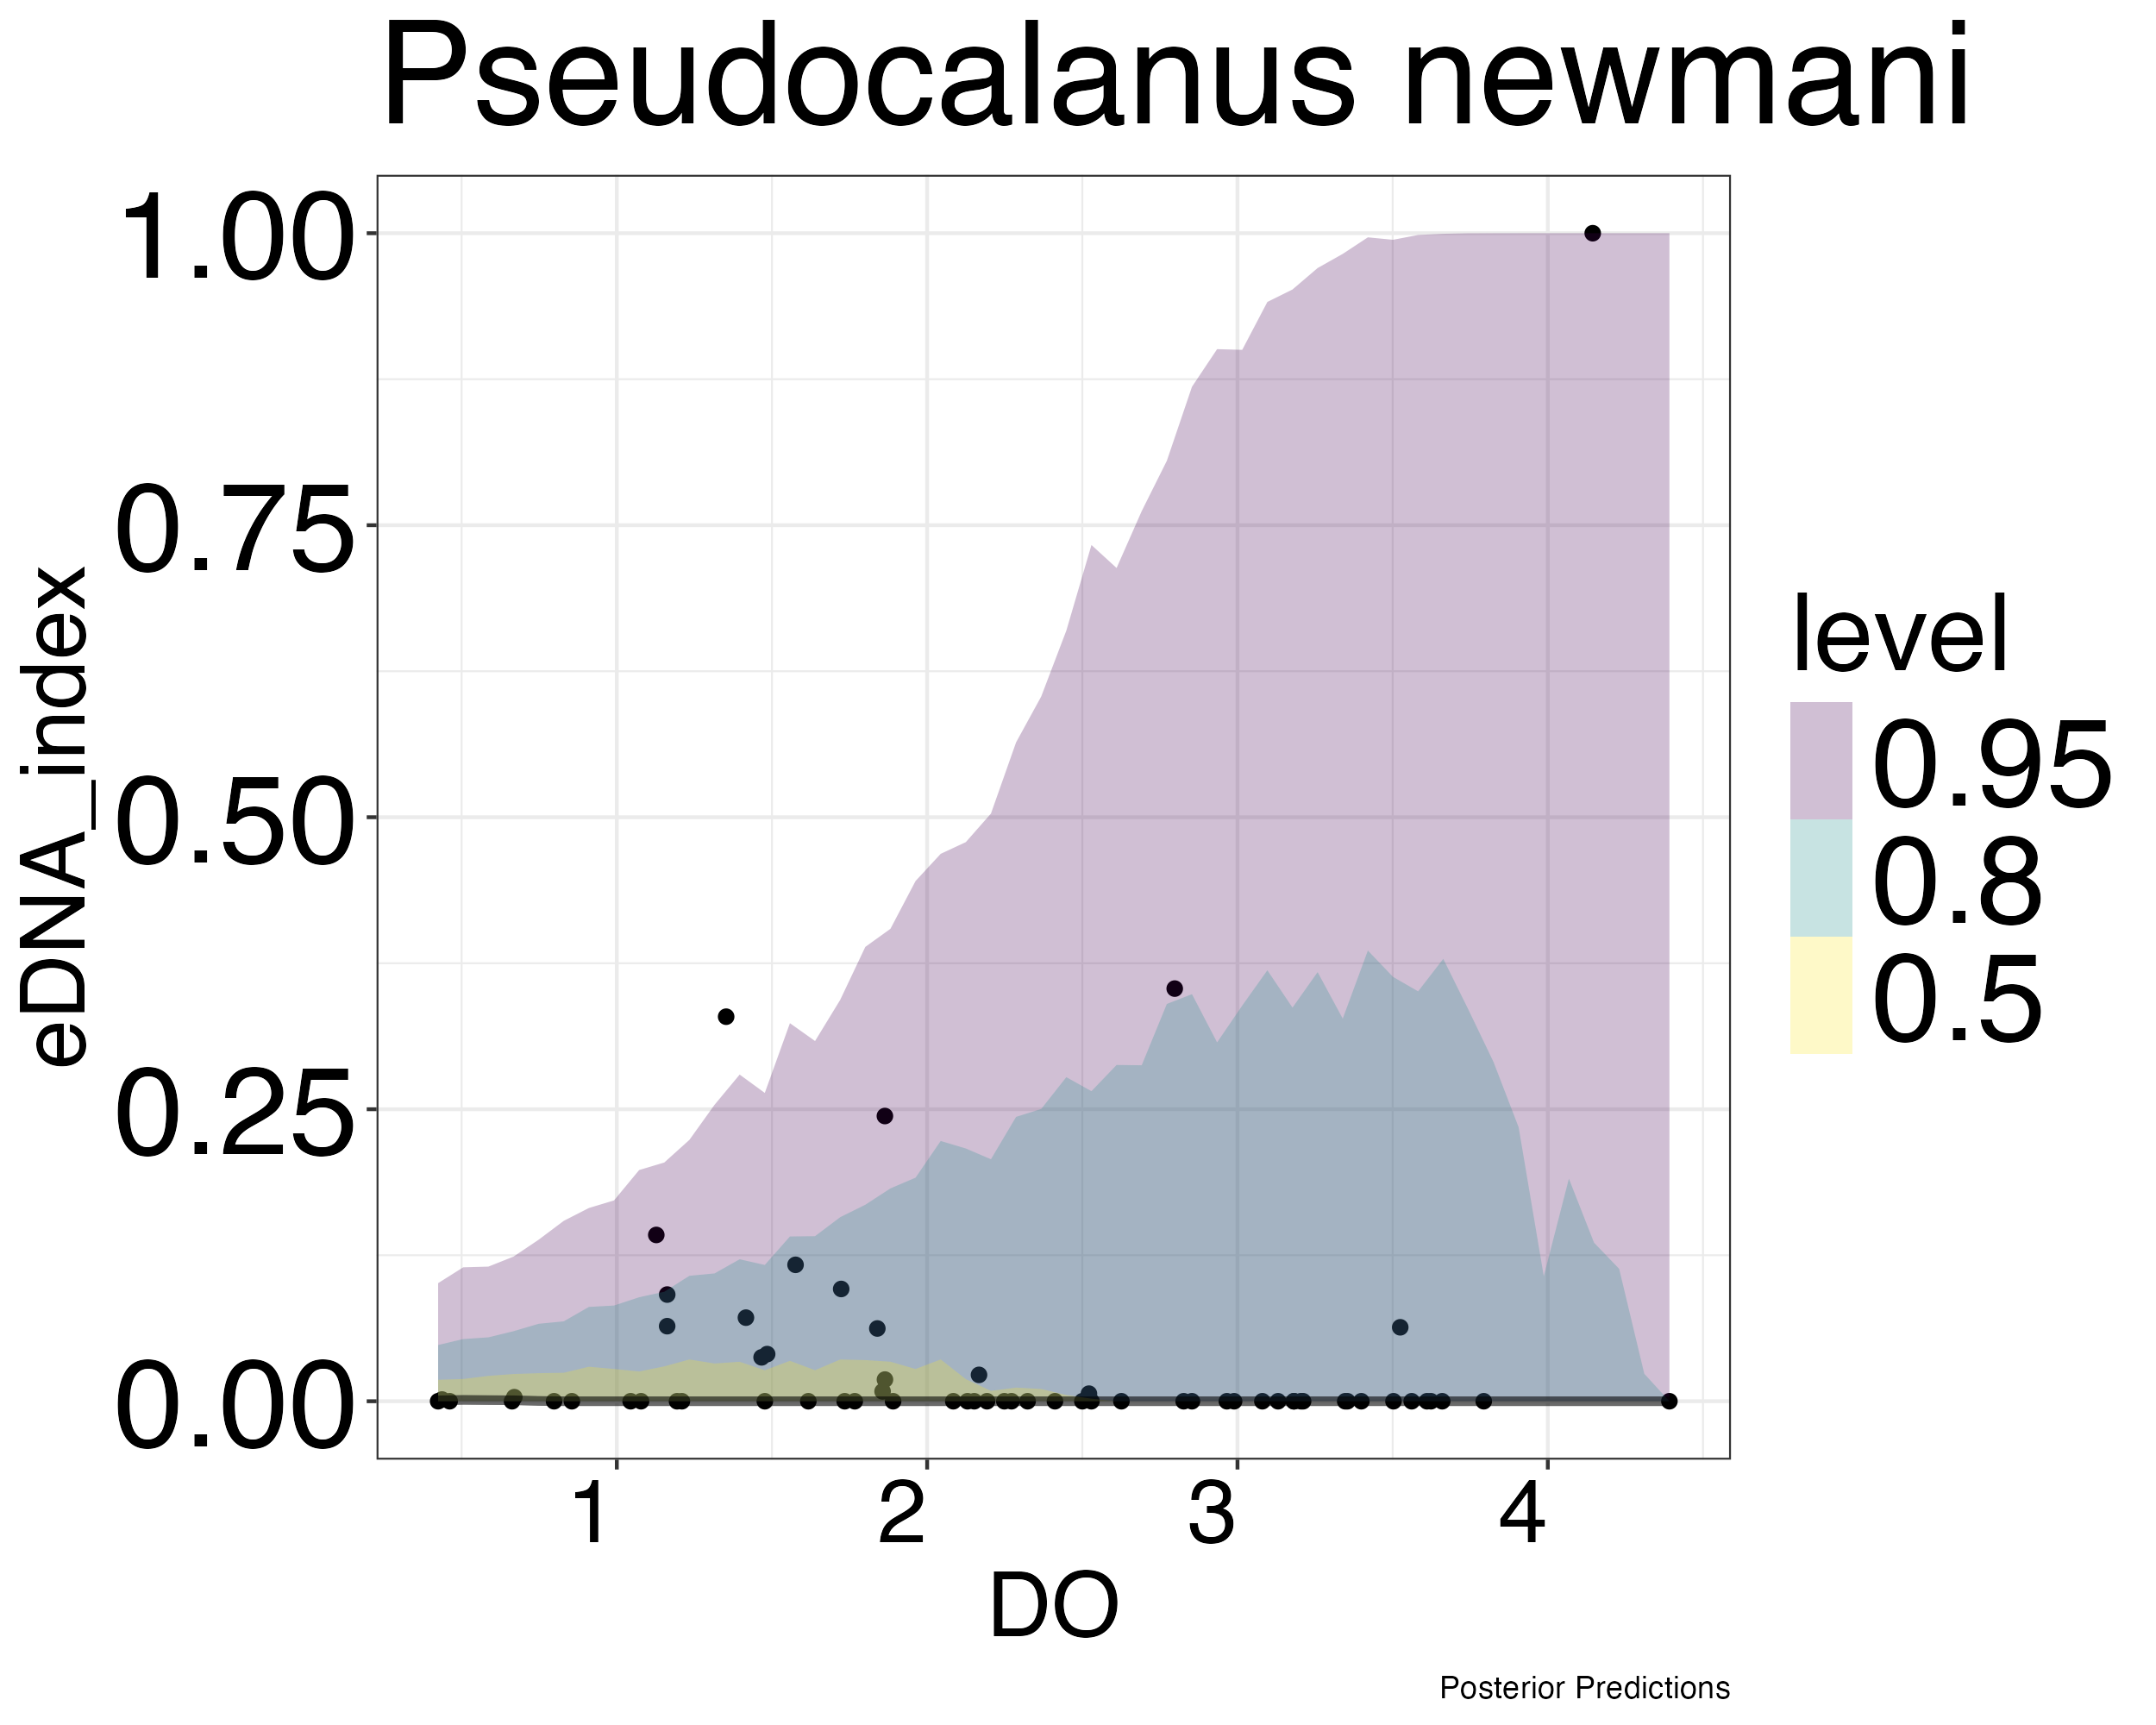 Pseudocalanus newmani
1.00
0.75
0.50
0.25
0.00
eDNA_index
1 2 3 4
DO
level
0.95
0.8
0.5
Posterior Predictions